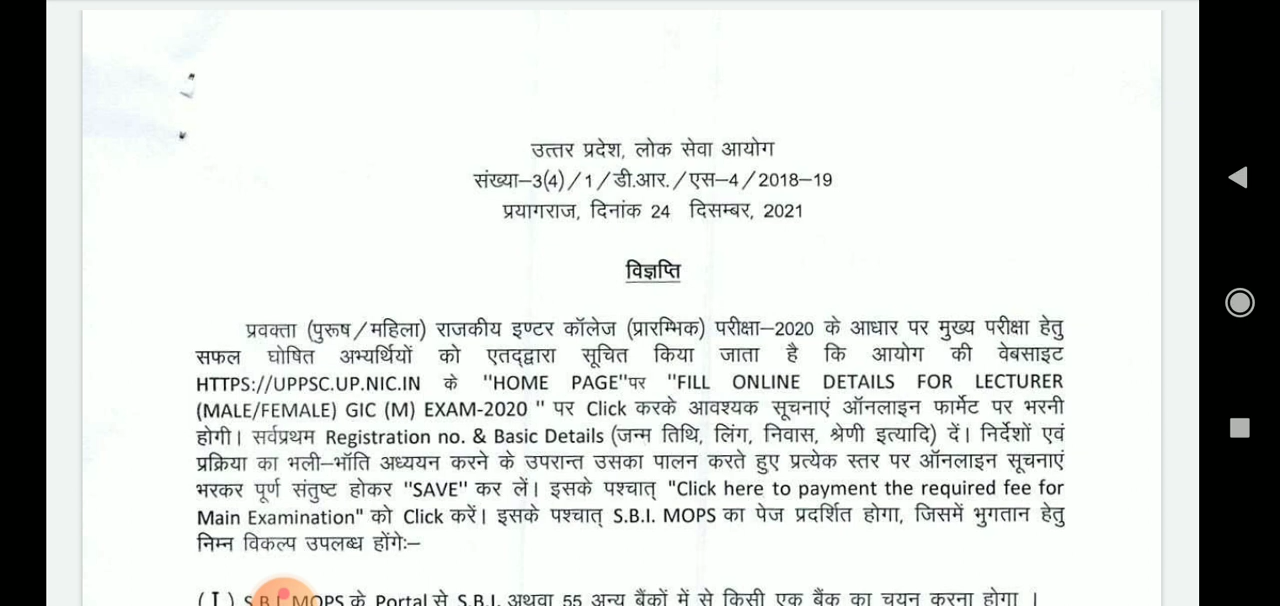 उत्तर प्रदेश, लोक सेवा आयोग
संख्या–3(4)/1/डी.आर./एस–4/2018–19
प्रयागराज, दिनांक 24 दिसम्बर, 2021
विज्ञप्ति
प्रवक्ता (पुरूष/महिला) राजकीय इण्टर कॉलेज (प्रारम्भिक) परीक्षा–2020 के आधार पर मुख्य परीक्षा हेतु
सफल घोषित अभ्यर्थियों को एतद्द्वारा सूचित किया जाता है कि आयोग की वेबसाइट
HTTPS://UPPSC.UP.NIC.IN के "HOME PAGE"पर "FILL ONLINE DETAILS FOR LECTURER
(MALE/FEMALE) GIC (M) EXAM-2020 " पर Click करके आवश्यक सूचनाएं ऑनलाइन फार्मेट पर भरनी
होगी। सर्वप्रथम Registration no. & Basic Details (जन्म तिथि, लिंग, निवास, श्रेणी इत्यादि) दें। निर्देशों एवं
प्रक्रिया का भली–भॉति अध्ययन करने के उपरान्त उसका पालन करते हुए प्रत्येक स्तर पर ऑनलाइन सूचनाएं
भरकर पूर्ण संतुष्ट होकर "SAVE" कर लें। इसके पश्चात् "Click here to payment the required fee for
Main Examination" को Click करें। इसके पश्चात् S.B.I. MOPS का पेज प्रदर्शित होगा, जिसमें भुगतान हेतु
निम्न विकल्प उपलब्ध होंगेः–
(I) S.B.I. MOPS के Portal से S.B.I. अथवा 55 अन्य बैंकों में से किसी एक बैंक का चयन करना होगा ।